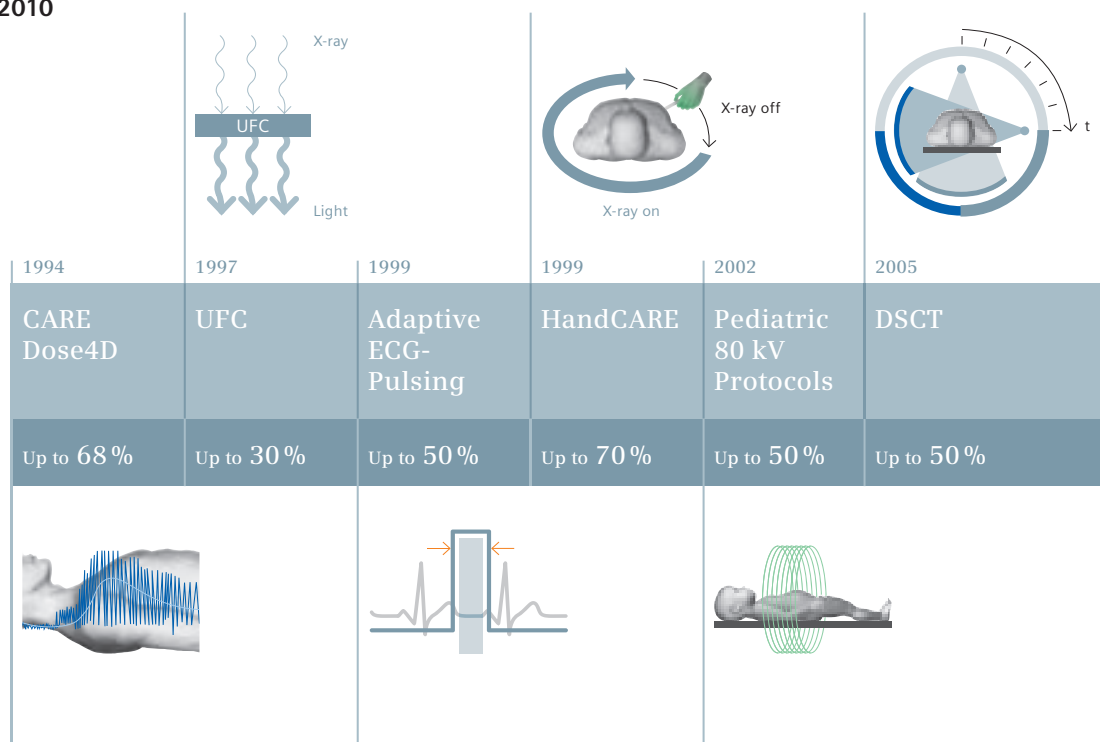 2010
X-ray
UFC
Light
X-ray off
X-ray on
t
1994
1997
1999
1999
2002
2005
CARE
Dose4D
UFC
Adaptive
ECG-
Pulsing
HandCARE
Pediatric
80 kV
Protocols
DSCT
Up to 68 %
Up to 30 %
Up to 50 %
Up to 70 %
Up to 50 %
Up to 50 %